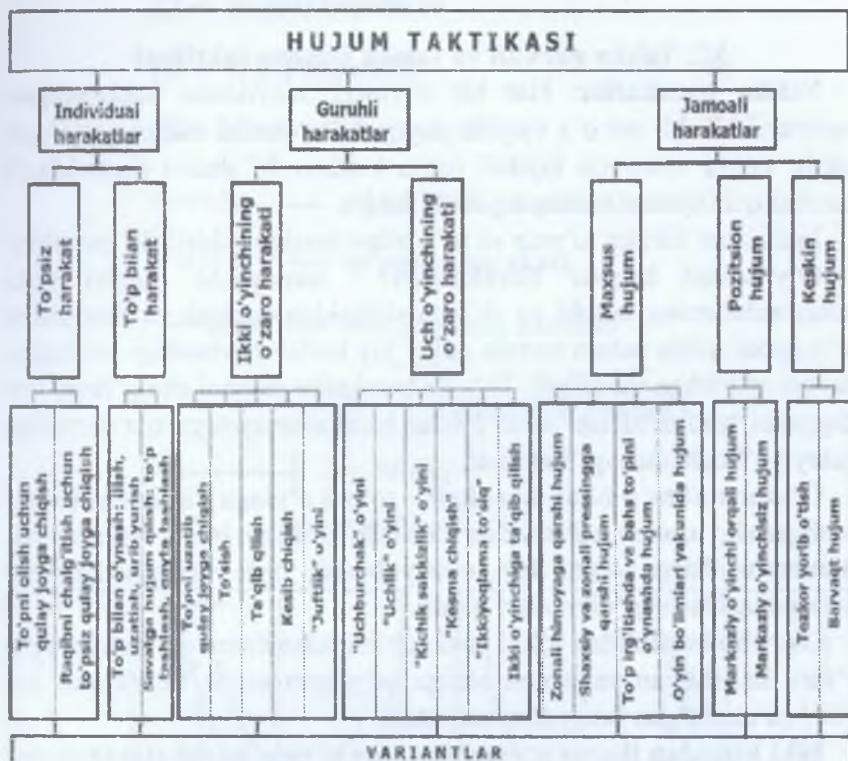 HUJUM TAKTIKASI
Individual
harakatlar
Guruhli
harakatlar
Jamoali
harakatlar
To'psiz
harakat
To'p bilan
harakat
Ikki o'yinchining
o'zaro harakad
Uch o'yinchining
o'zaro harakati
Maxsua
hujum
Pozitsion
hujum
Keskin
hujum
To'pni olish uchun
qulay joyga chiqish
Raqibni chalg'itish uchun
to'psiz qulay joyga chiqish
To'p bilan o'ynash: illah,
uzatiah, urib yurish
Savatga hujum qilish: to'p
tashlash, qayta tashlash
To'pni uzatib
qulay joyga chiqish
To'sish
Ta'qib qilish
Kesib chiqish
"Juftlik" o'yini
"Uchburchak" o'yini
"Uchlik" o'yini
"Kichik sakkizlik" o'yini
"Kesma chiqish"
"Ikkiyoqlama to'siq"
Ikki o'yinchiga ta'qib qilish
Zonali himoyaga qarshi hujum
Shaxsiy va zonali pressingga
qarshi hujum
To'p irg'itishda ve baha to'pini
o'ynashda hujum
o'yin bo'limlari yakunida hujum
Markaziy o'yinchi orqali hujum
Markaziy o'yinchisiz hujum
Tezkor yorib o'tish
Barvaqt hujum
VARIANTLAR